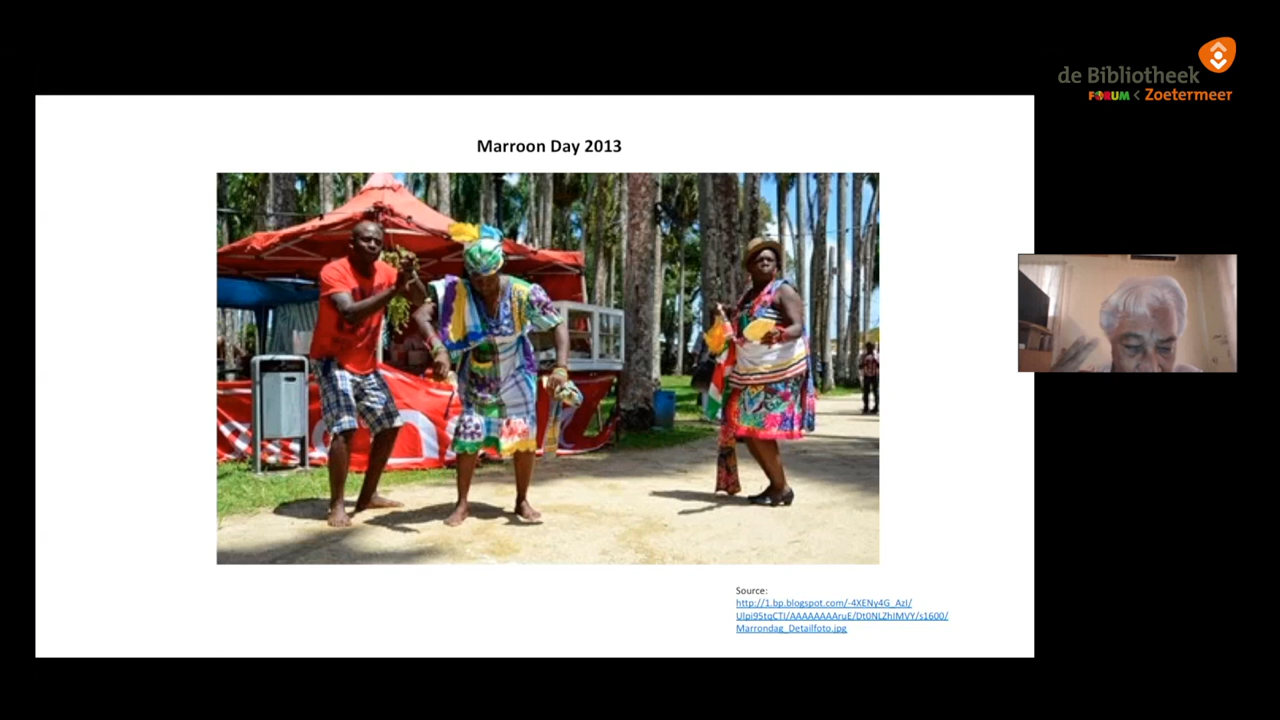 de Bibliotheek
FORUM < Zoetermeer
Marroon Day 2013
Source:
http://1.bp.blogspot.com/-4XENy4G_AzI/
UIpi95tqCTI/AAAAAAAAruE/Dt0NLZhIMVY/s1600/
Marrondag_Detailfoto.jpg